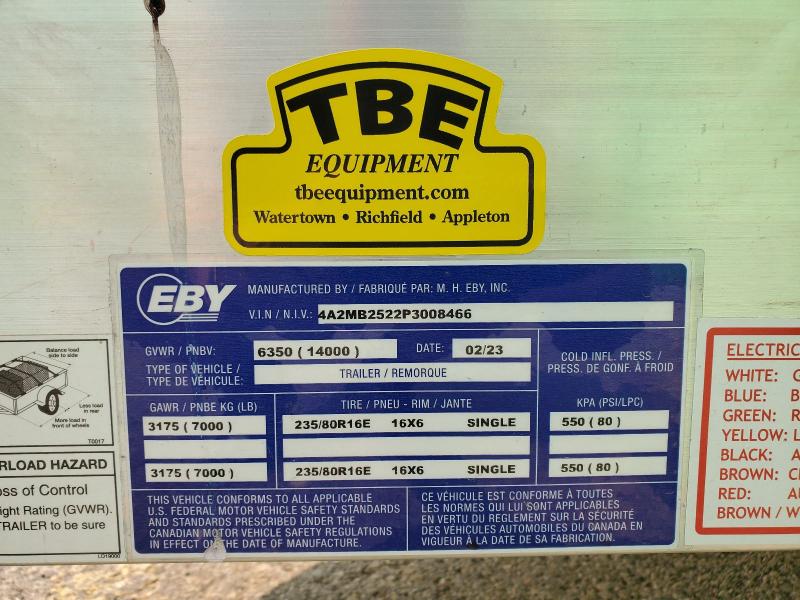 TBE
EQUIPMENT
tbeequipment.com
Watertown • Richfield • Appleton
EBY
MANUFACTURED BY / FABRIQUÉ PAR: M. H. EBY, INC.
V.I.N / N.I.V.: 4A2MB2522P3008466
GVWR / PNBV: 6350 ( 14000 ) DATE: 02/23
TYPE OF VEHICLE /
TYPE DE VÉHICULE: TRAILER / REMORQUE
COLD INFL. PRESS. /
PRESS. DE GONF. À FROID
GAWR / PNBE KG (LB) TIRE / PNEU - RIM / JANTE KPA (PSI/LPC)
3175 ( 7000 ) 235/80R16E 16X6 SINGLE 550 ( 80 )
3175 ( 7000 ) 235/80R16E 16X6 SINGLE 550 ( 80 )
THIS VEHICLE CONFORMS TO ALL APPLICABLE
U.S. FEDERAL MOTOR VEHICLE SAFETY STANDARDS
AND STANDARDS PRESCRIBED UNDER THE
CANADIAN MOTOR VEHICLE SAFETY REGULATIONS
IN EFFECT ON THE DATE OF MANUFACTURE.
CE VÉHICULE EST CONFORME À TOUTES
LES NORMES QUI LUI SONT APPLICABLES
EN VERTU DU REGLEMENT SUR LA SÉCURITÉ
DES VÉHICULES AUTOMOBILES DU CANADA EN
VIGUEUR À LA DATE DE SA FABRICATION.
Balance load
side to side
Less load
in rear
More load in
front of wheels
T0017
RLOAD HAZARD
oss of Control
ight Rating (GVWR).
TRAILER to be sure
LD19000
ELECTRIC
WHITE: G
BLUE: B
GREEN: R
YELLOW: L
BLACK: A
BROWN: C
RED: A
BROWN / W